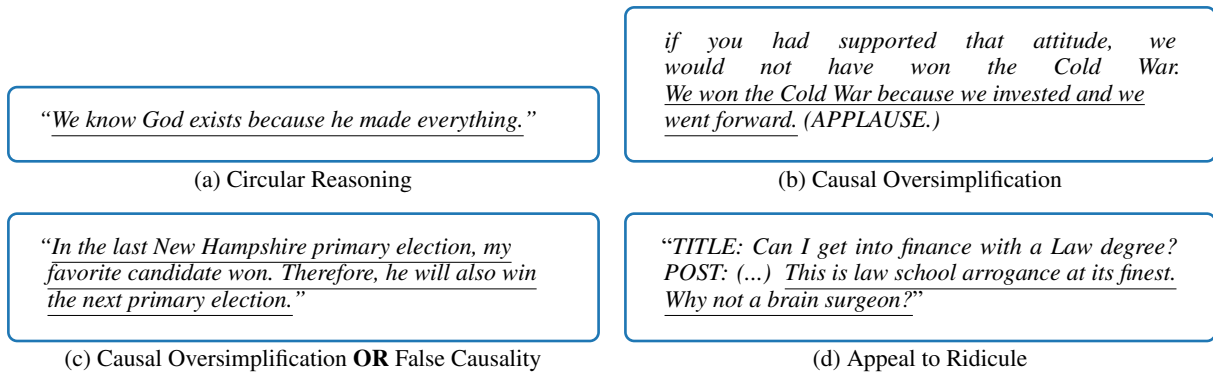 “We know God exists because he made everything.”
(a) Circular Reasoning
if you had supported that attitude, we
would not have won the Cold War.
We won the Cold War because we invested and we
went forward. (APPLAUSE.)
(b) Causal Oversimplification
“In the last New Hampshire primary election, my
favorite candidate won. Therefore, he will also win
the next primary election.”
(c) Causal Oversimplification OR False Causality
“TITLE: Can I get into finance with a Law degree?
POST: (...) This is law school arrogance at its finest.
Why not a brain surgeon?”
(d) Appeal to Ridicule